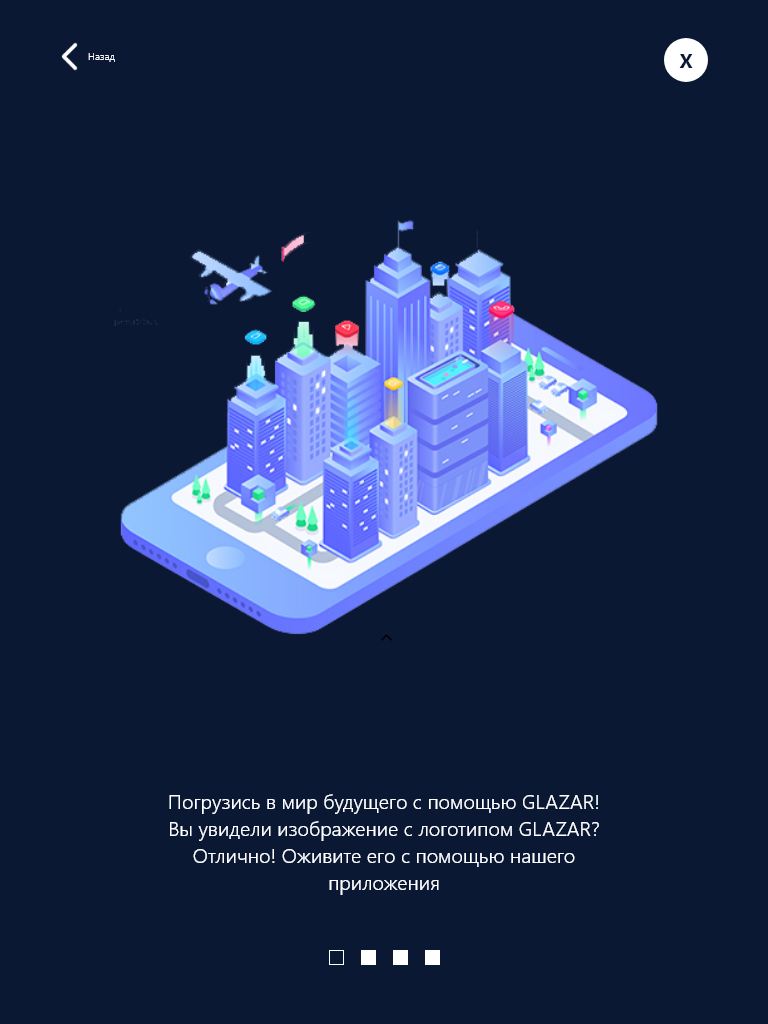 Назад
X
Погрузись в мир будущего с помощью GLAZAR!
Вы увидели изображение с логотипом GLAZAR?
Отлично! Оживите его с помощью нашего
приложения